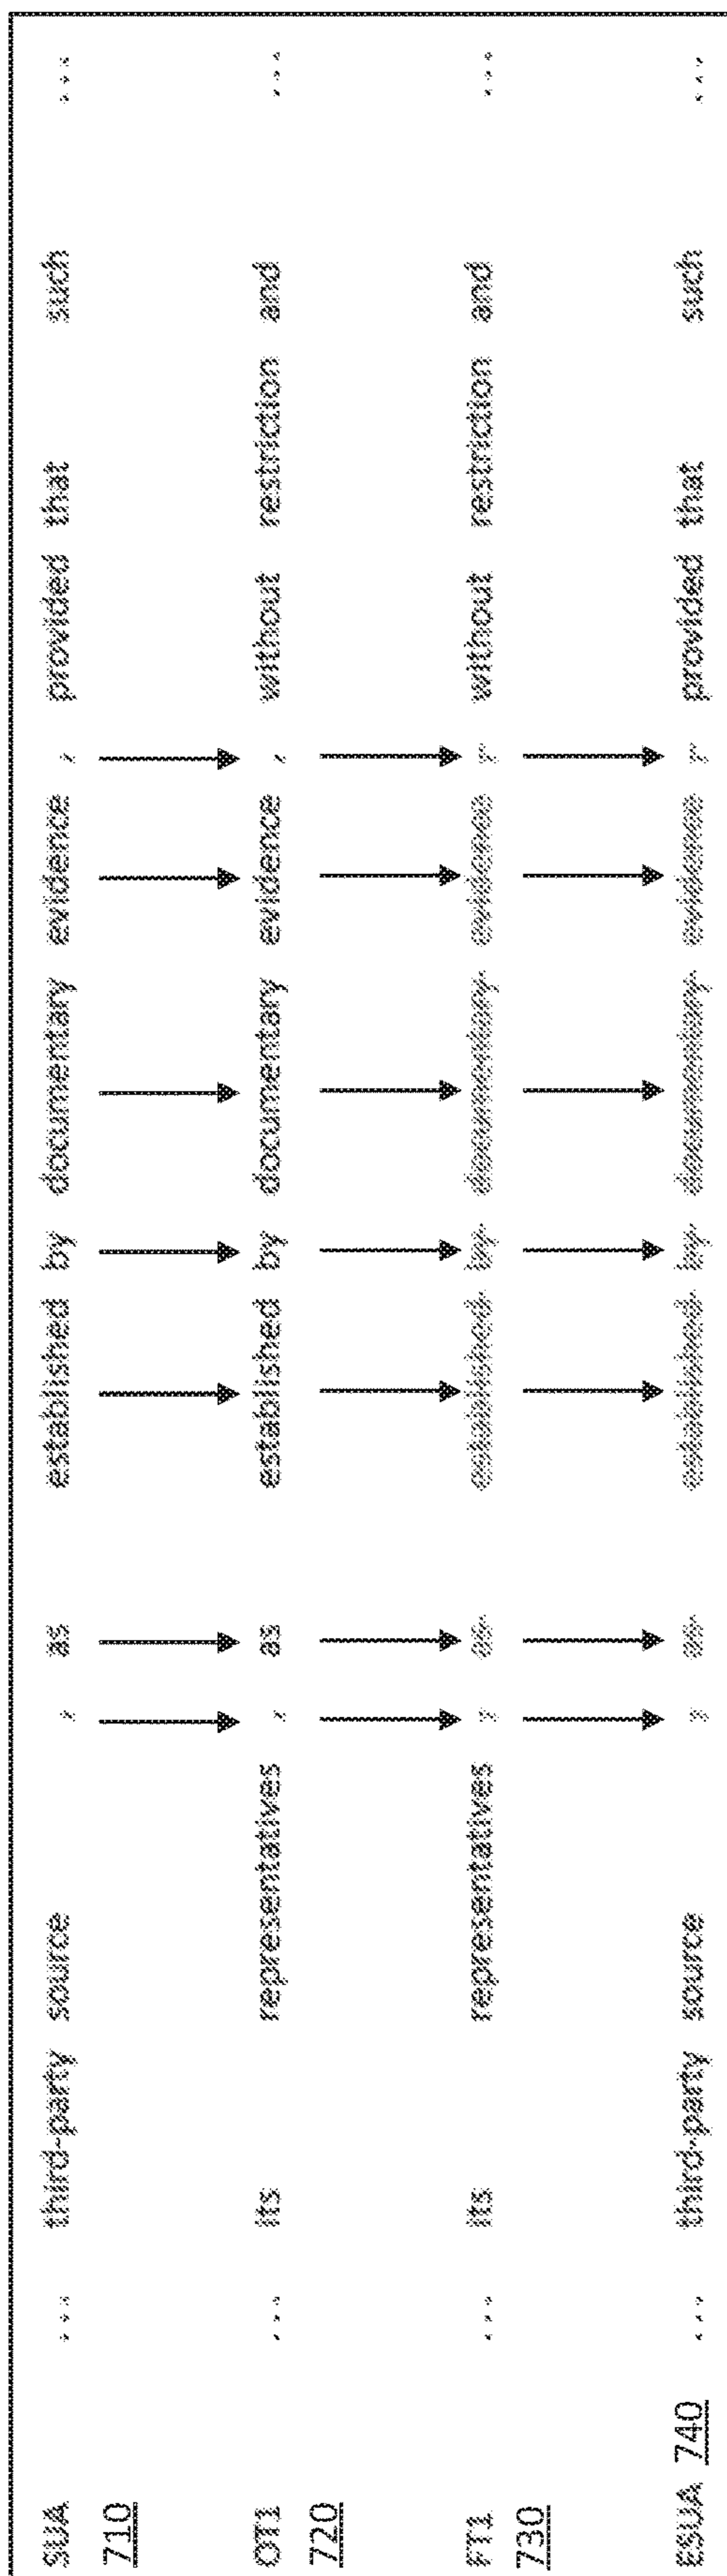 SUA ... third-party source , as established by documentary evidence , provided that such ...
710
OT1 ... its representatives , as established by documentary evidence , without restriction and ...
720
FT1 ... its representatives , as established by documentary evidence , without restriction and ...
730
ESUA 740 ... third-party source , as established by documentary evidence , provided that such ...